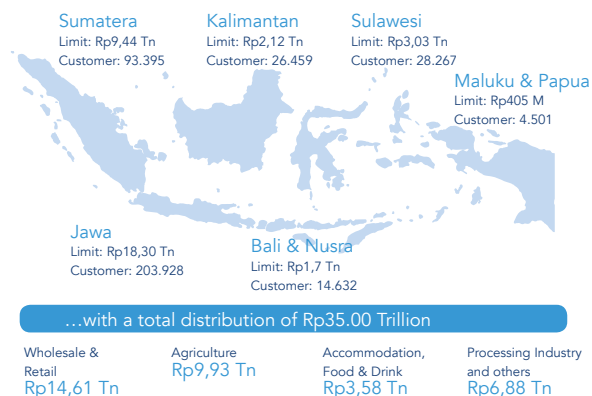 Sumatera
Limit: Rp9,44 Tn
Customer: 93.395
Kalimantan
Limit: Rp2,12 Tn
Customer: 26.459
Sulawesi
Limit: Rp3,03 Tn
Customer: 28.267
Maluku & Papua
Limit: Rp405 M
Customer: 4.501
Jawa
Limit: Rp18,30 Tn
Customer: 203.928
Bali & Nusra
Limit: Rp1,7 Tn
Customer: 14.632
...with a total distribution of Rp35.00 Trillion
Wholesale &
Retail
Rp14,61 Tn
Agriculture
Rp9,93 Tn
Accommodation,
Food & Drink
Rp3,58 Tn
Processing Industry
and others
Rp6,88 Tn